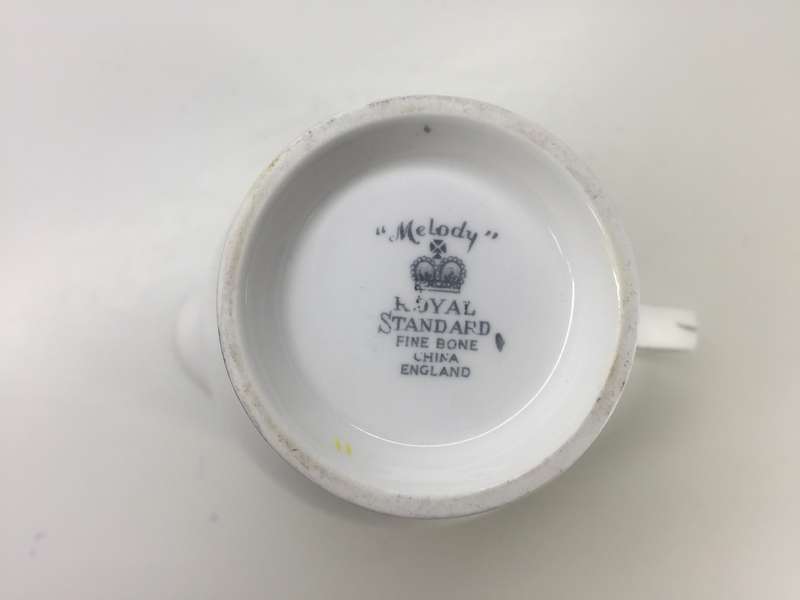 "Melody"
ROYAL
STANDARD
FINE BONE
CHINA
ENGLAND